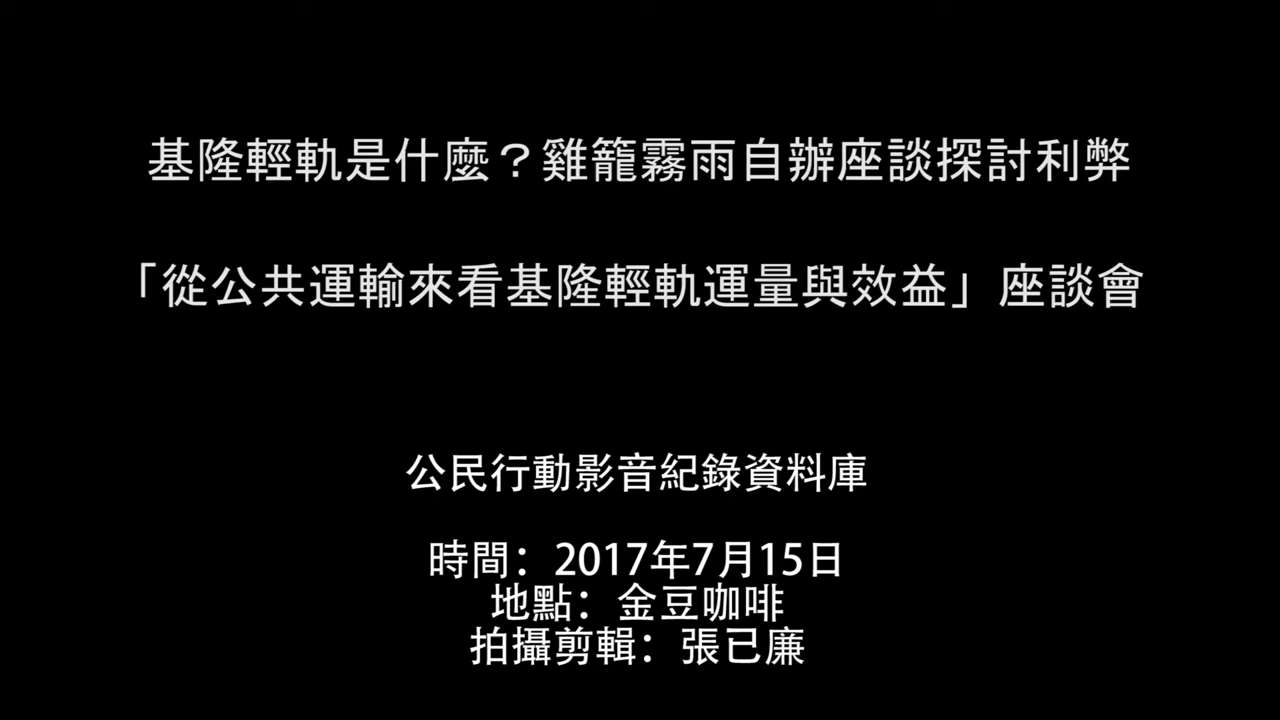 基隆輕軌是什麼？雞籠霧雨自辦座談探討利弊
「從公共運輸來看基隆輕軌運量與效益」座談會
公民行動影音紀錄資料庫
時間：2017年7月15日
地點：金豆咖啡
拍攝剪輯：張已廉